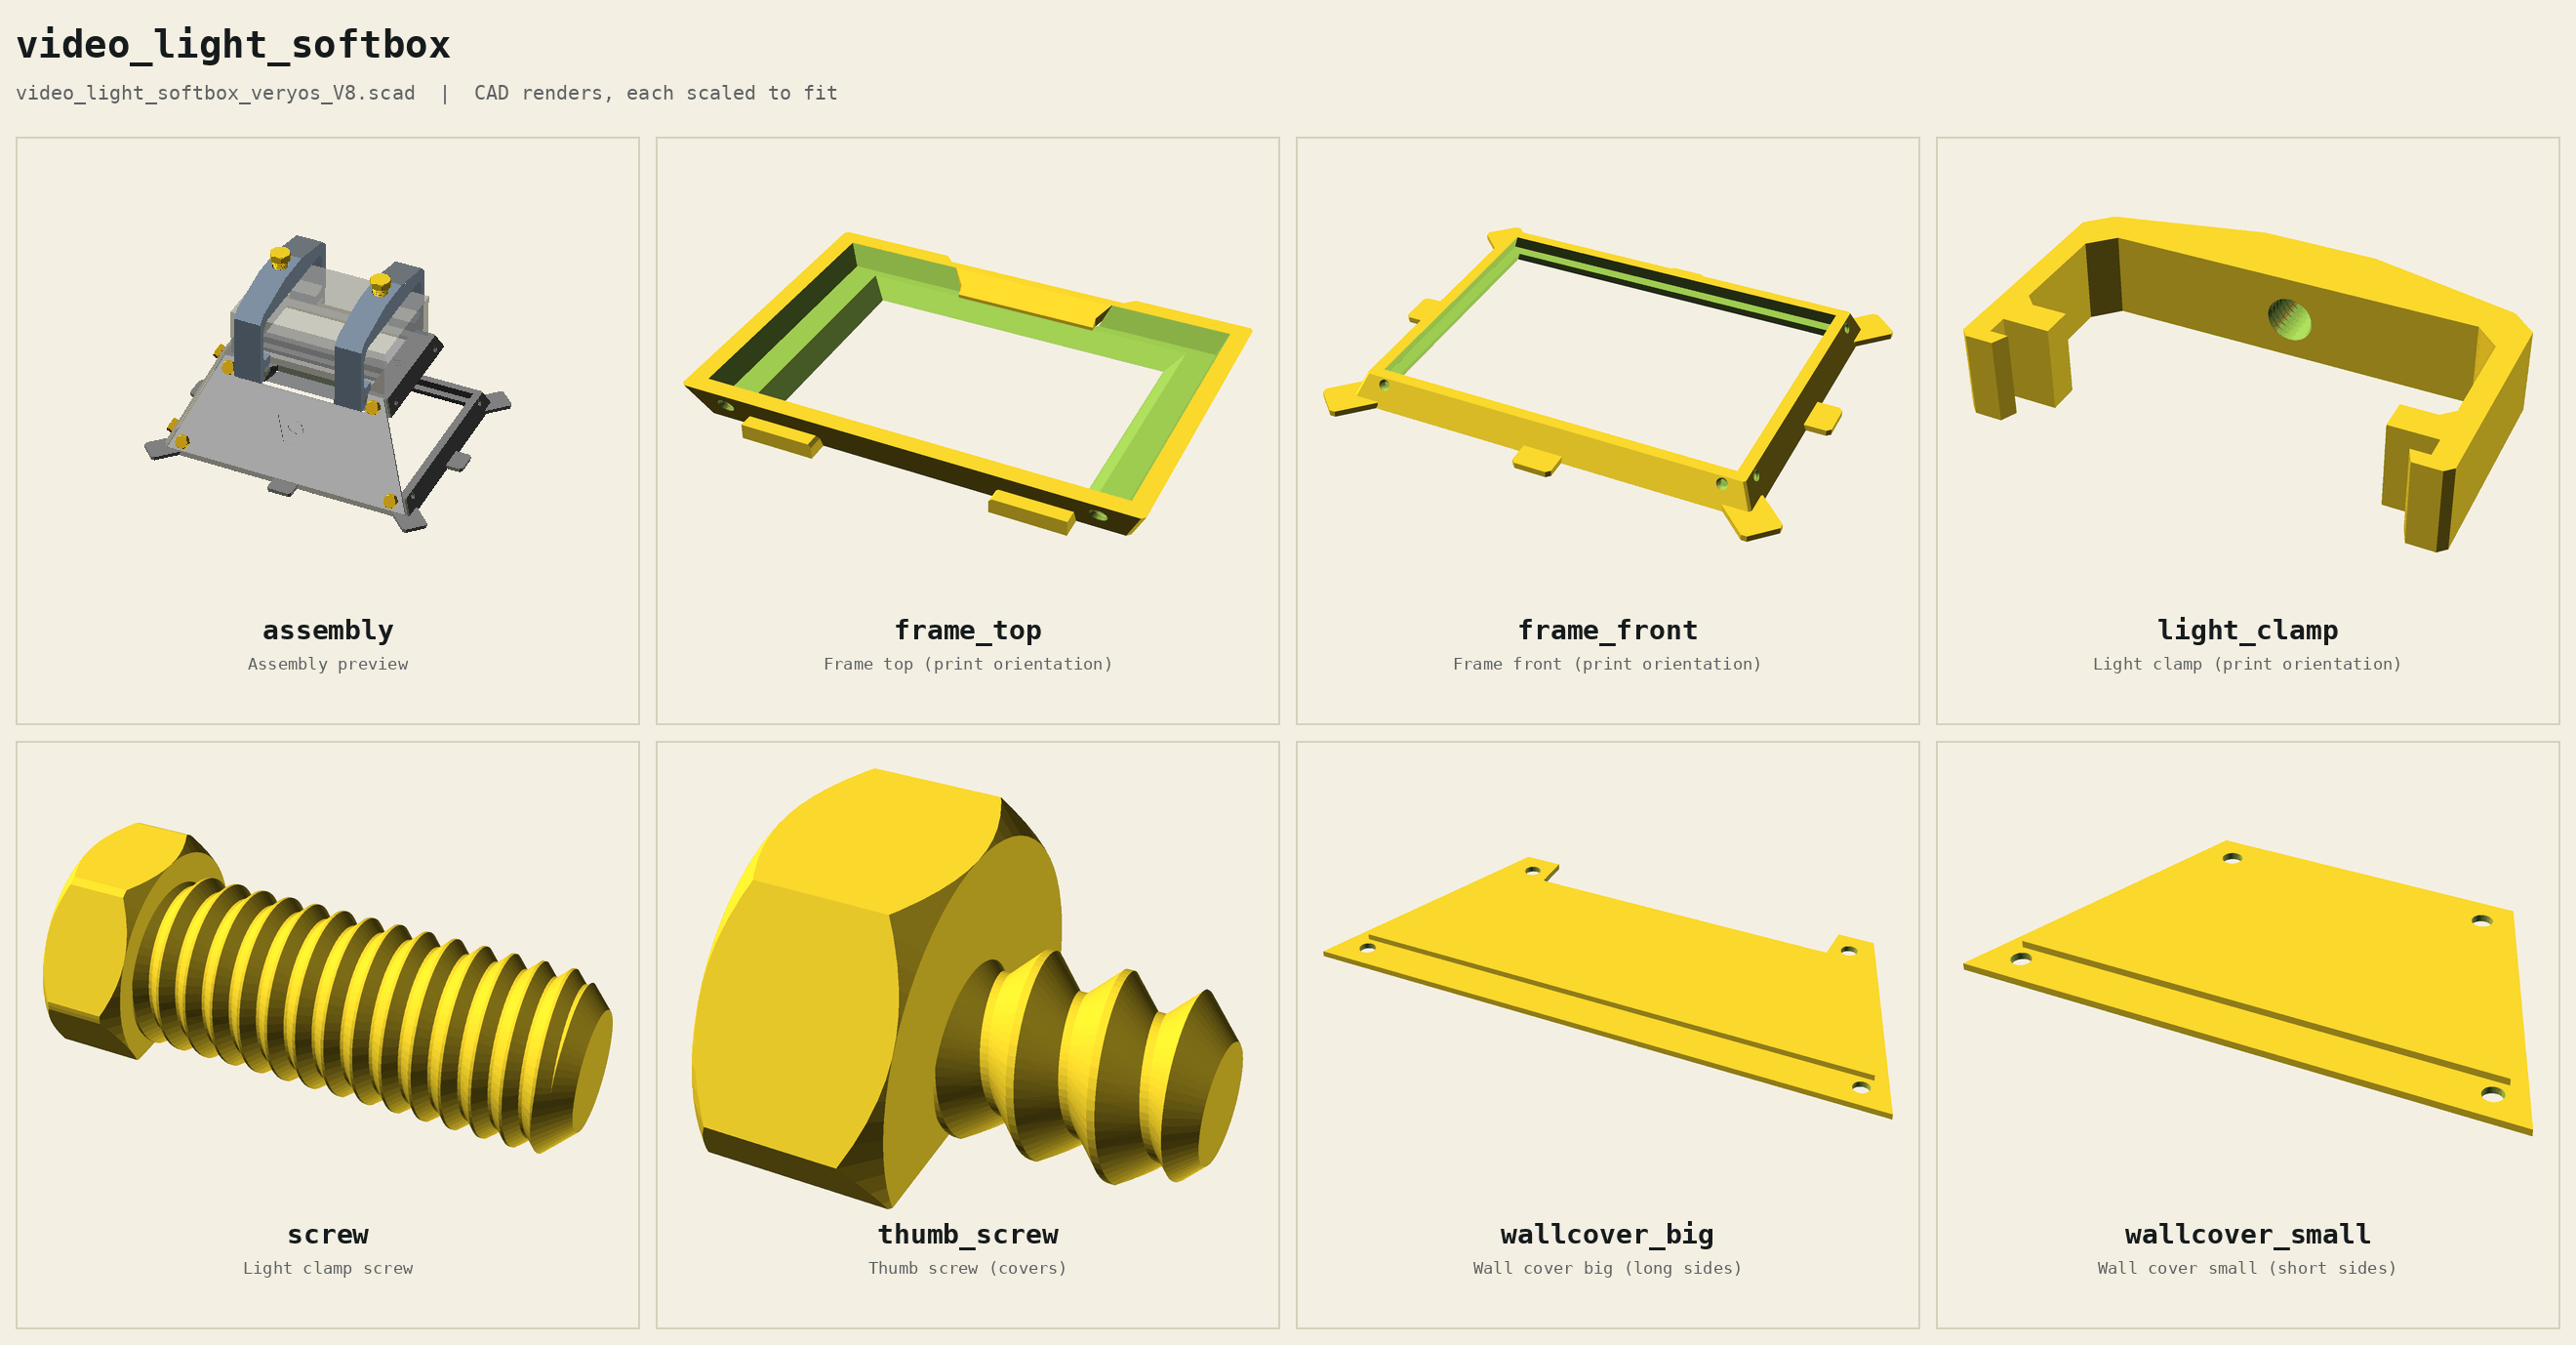 video_light_softbox
video_light_softbox_veryos_V8.scad | CAD renders, each scaled to fit
assembly
Assembly preview
frame_top
Frame top (print orientation)
frame_front
Frame front (print orientation)
light_clamp
Light clamp (print orientation)
screw
Light clamp screw
thumb_screw
Thumb screw (covers)
wallcover_big
Wall cover big (long sides)
wallcover_small
Wall cover small (short sides)